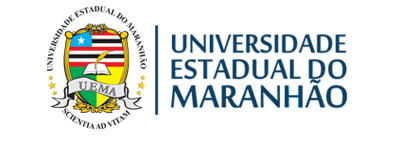 UNIVERSIDADE ESTADUAL DO MARANHÃO
UEMA
SCIENTIA AD VITAM
UNIVERSIDADE
ESTADUAL DO
MARANHÃO